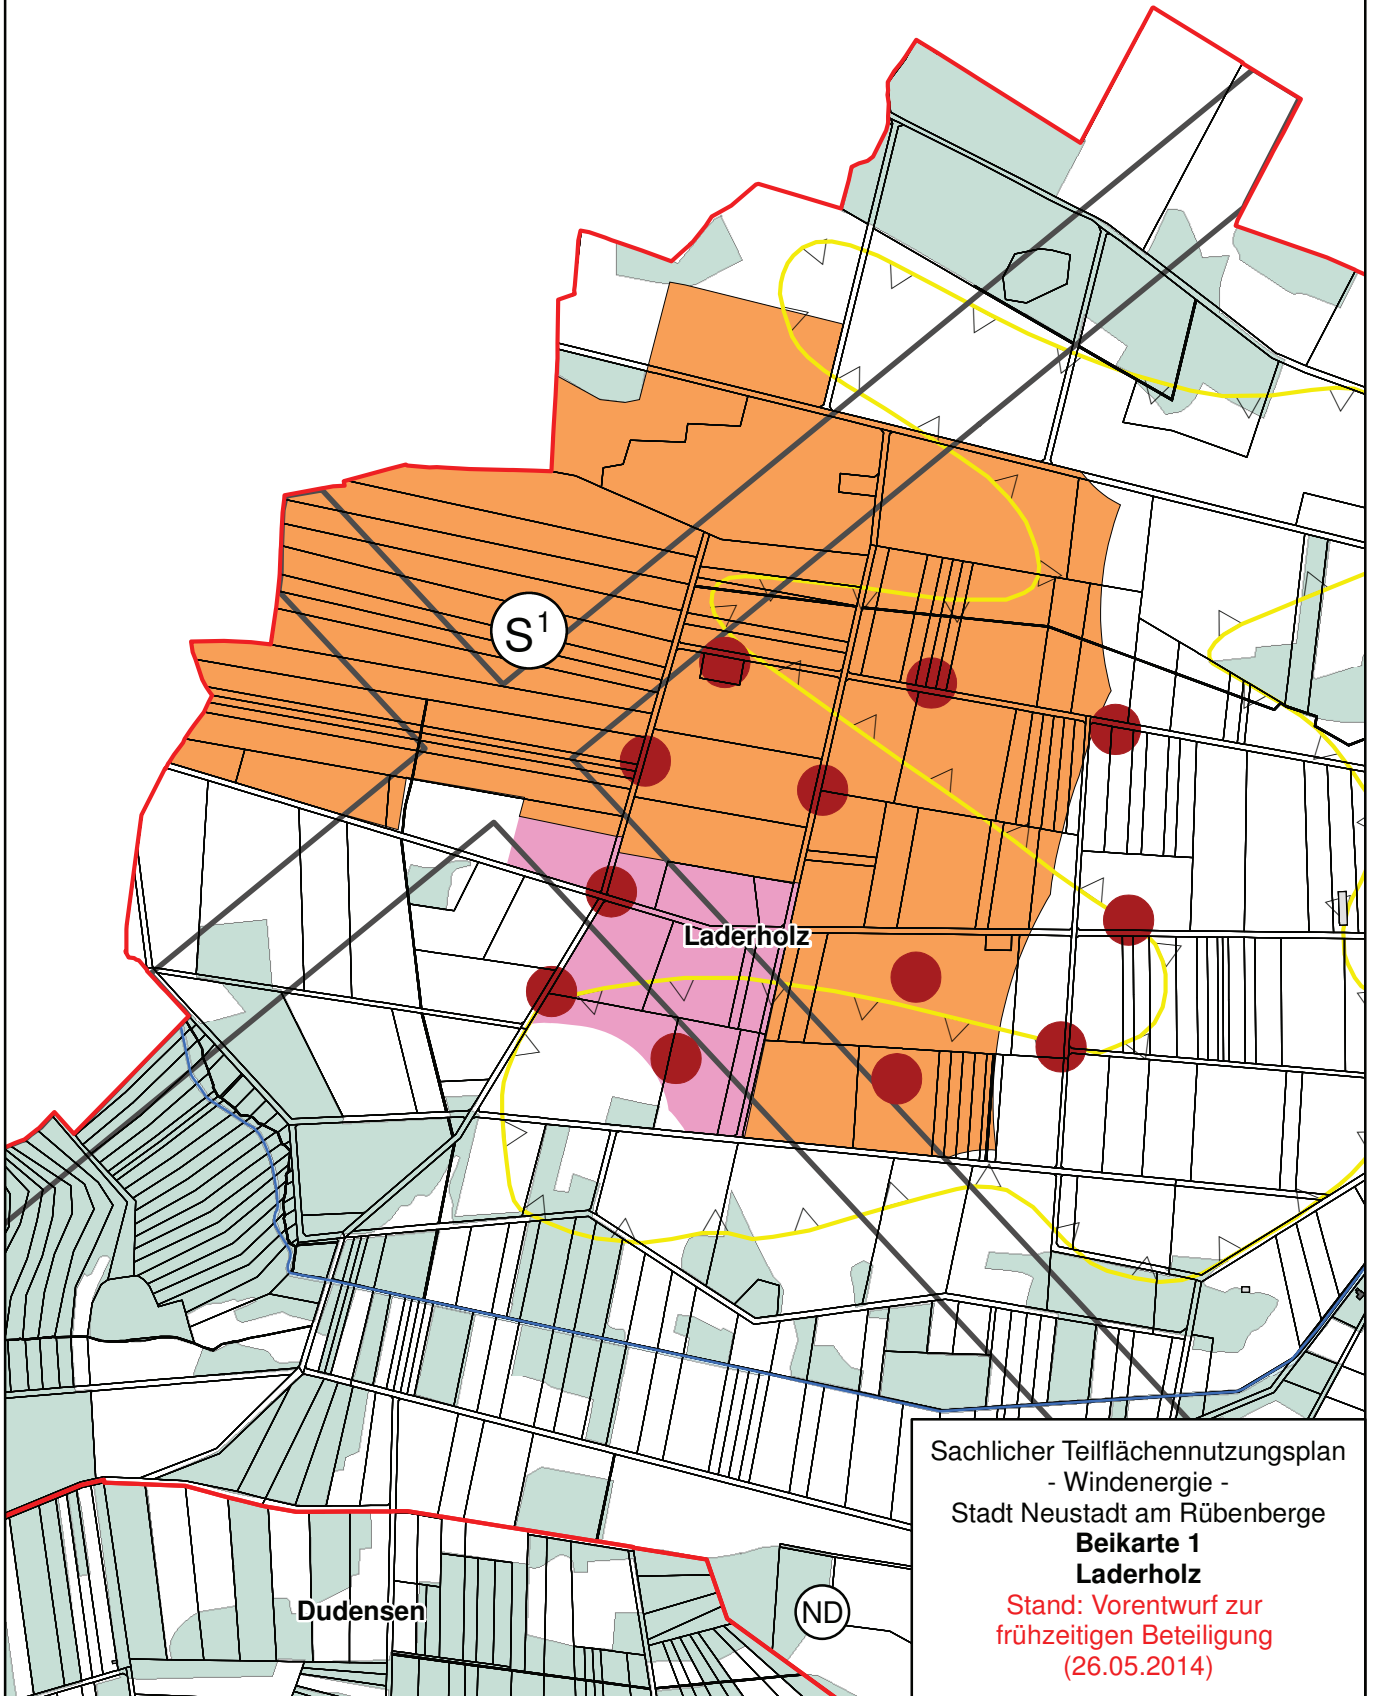 S¹
Laderholz
Dudensen
ND
Sachlicher Teilflächennutzungsplan
- Windenergie -
Stadt Neustadt am Rübenberge
Beikarte 1
Laderholz
Stand: Vorentwurf zur
frühzeitigen Beteiligung
(26.05.2014)